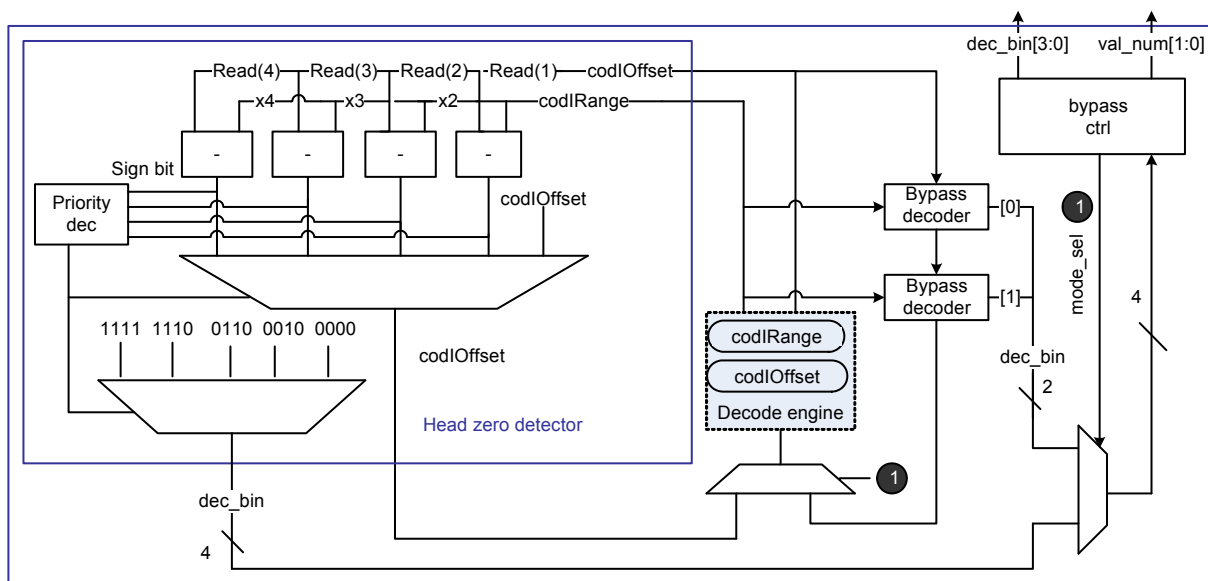 dec_bin[3:0] val_num[1:0]
Read(4) Read(3) Read(2) Read(1) codIOffset
x4 x3 x2 codIRange
bypass
ctrl
- - - -
Sign bit
Priority
dec
codIOffset
Bypass
decoder
[0]
1
mode_sel
Bypass
decoder
[1]
4
1111 1110 0110 0010 0000
codIOffset
codIRange
codIOffset
Decode engine
dec_bin
2
Head zero detector
1
dec_bin
4